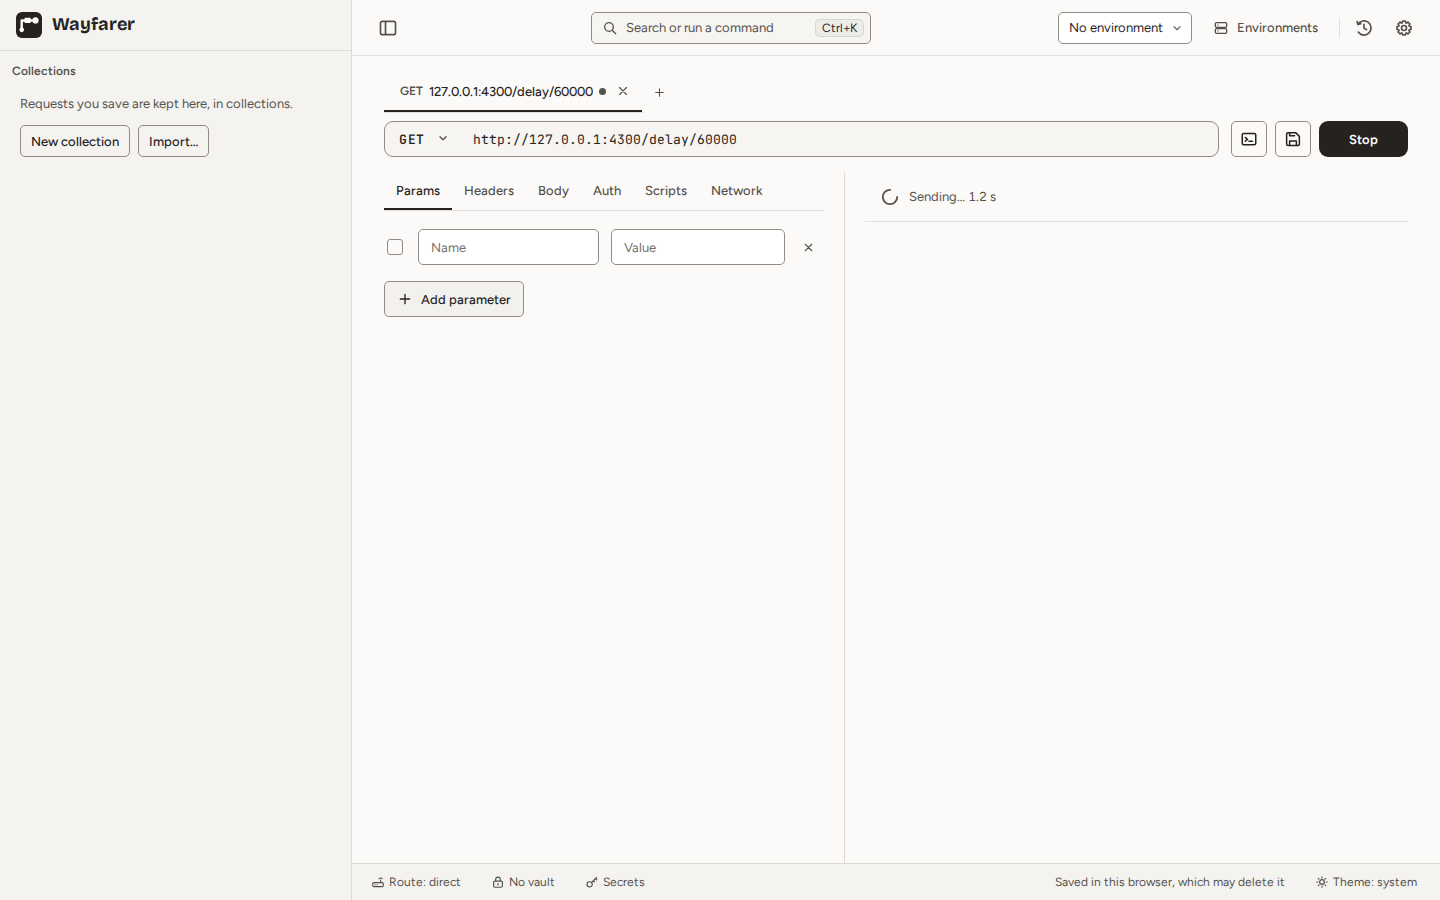 Wayfarer
Search or run a command Ctrl+K
No environment
Environments
Collections
Requests you save are kept here, in collections.
New collection
Import...
GET 127.0.0.1:4300/delay/60000
GET http://127.0.0.1:4300/delay/60000
Stop
Params Headers Body Auth Scripts Network
Name Value
Add parameter
Sending... 1.2 s
Route: direct
No vault
Secrets
Saved in this browser, which may delete it
Theme: system